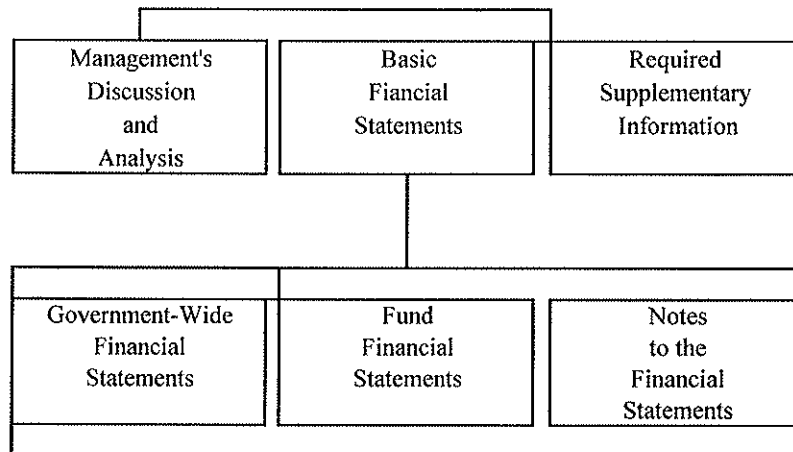 Management's
Discussion
and
Analysis
Basic
Fiancial
Statements
Required
Supplementary
Information
Government-Wide
Financial
Statements
Fund
Financial
Statements
Notes
to the
Financial
Statements